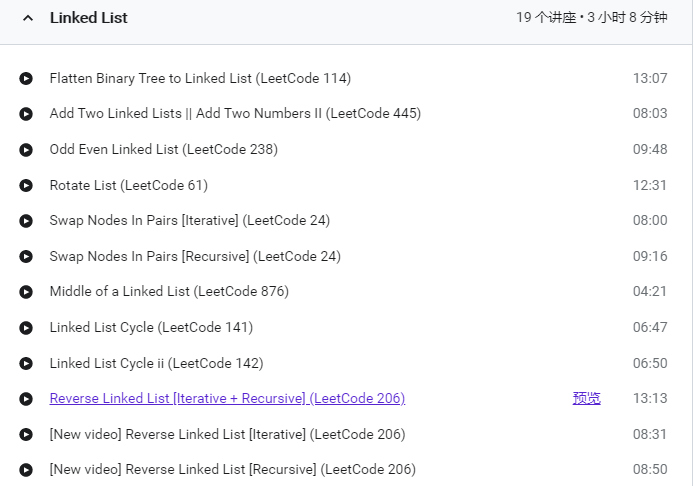 Linked List 19 个讲座 • 3 小时 8 分钟
Flatten Binary Tree to Linked List (LeetCode 114) 13:07
Add Two Linked Lists || Add Two Numbers II (LeetCode 445) 08:03
Odd Even Linked List (LeetCode 238) 09:48
Rotate List (LeetCode 61) 12:31
Swap Nodes In Pairs [Iterative] (LeetCode 24) 08:00
Swap Nodes In Pairs [Recursive] (LeetCode 24) 09:16
Middle of a Linked List (LeetCode 876) 04:21
Linked List Cycle (LeetCode 141) 06:47
Linked List Cycle ii (LeetCode 142) 06:50
Reverse Linked List [Iterative + Recursive] (LeetCode 206) 预览 13:13
[New video] Reverse Linked List [Iterative] (LeetCode 206) 08:31
[New video] Reverse Linked List [Recursive] (LeetCode 206) 08:50